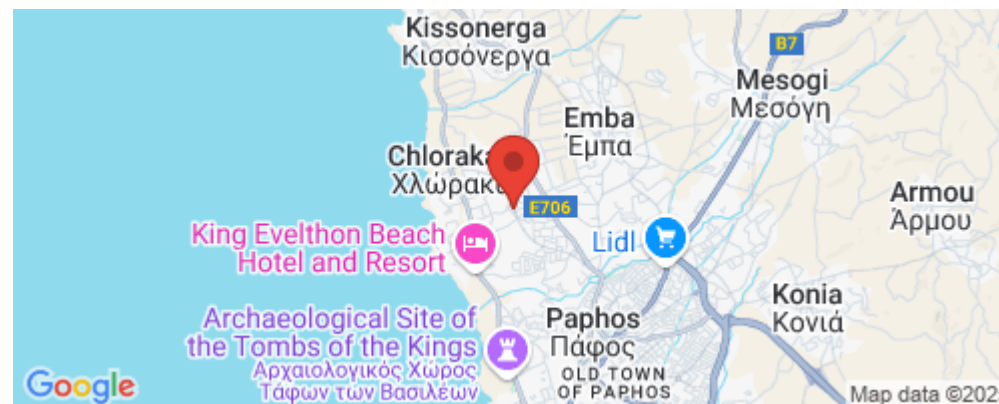 Kissonerga
Κισσόνεργα
B7
Mesogi
Μεσόγη
Emba
Έμπα
Chloraka
Χλώρακα
E706
Armou
Άρμου
King Evelthon Beach
Hotel and Resort
Lidl
Konia
Κονιά
Archaeological Site of
the Tombs of the Kings
Αρχαιολογικός Χώρος
Τάφων των Βασιλέων
Paphos
Πάφος
OLD TOWN
OF PAPHOS
Google
Map data ©202